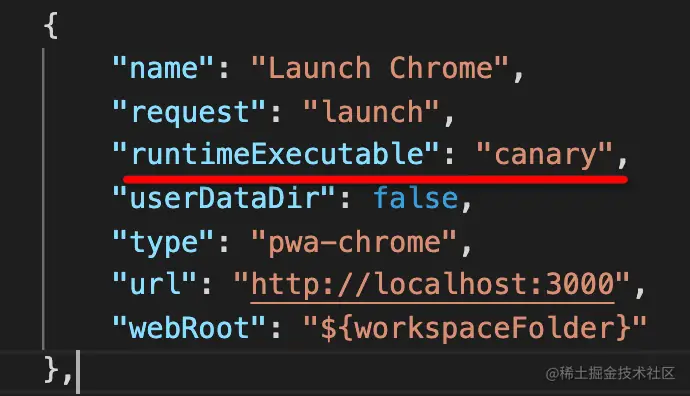 {
"name": "Launch Chrome",
"request": "launch",
"runtimeExecutable": "canary",
"userDataDir": false,
"type": "pwa-chrome",
"url": "http://localhost:3000",
"webRoot": "${workspaceFolder}"
},
@稀土掘金技术社区